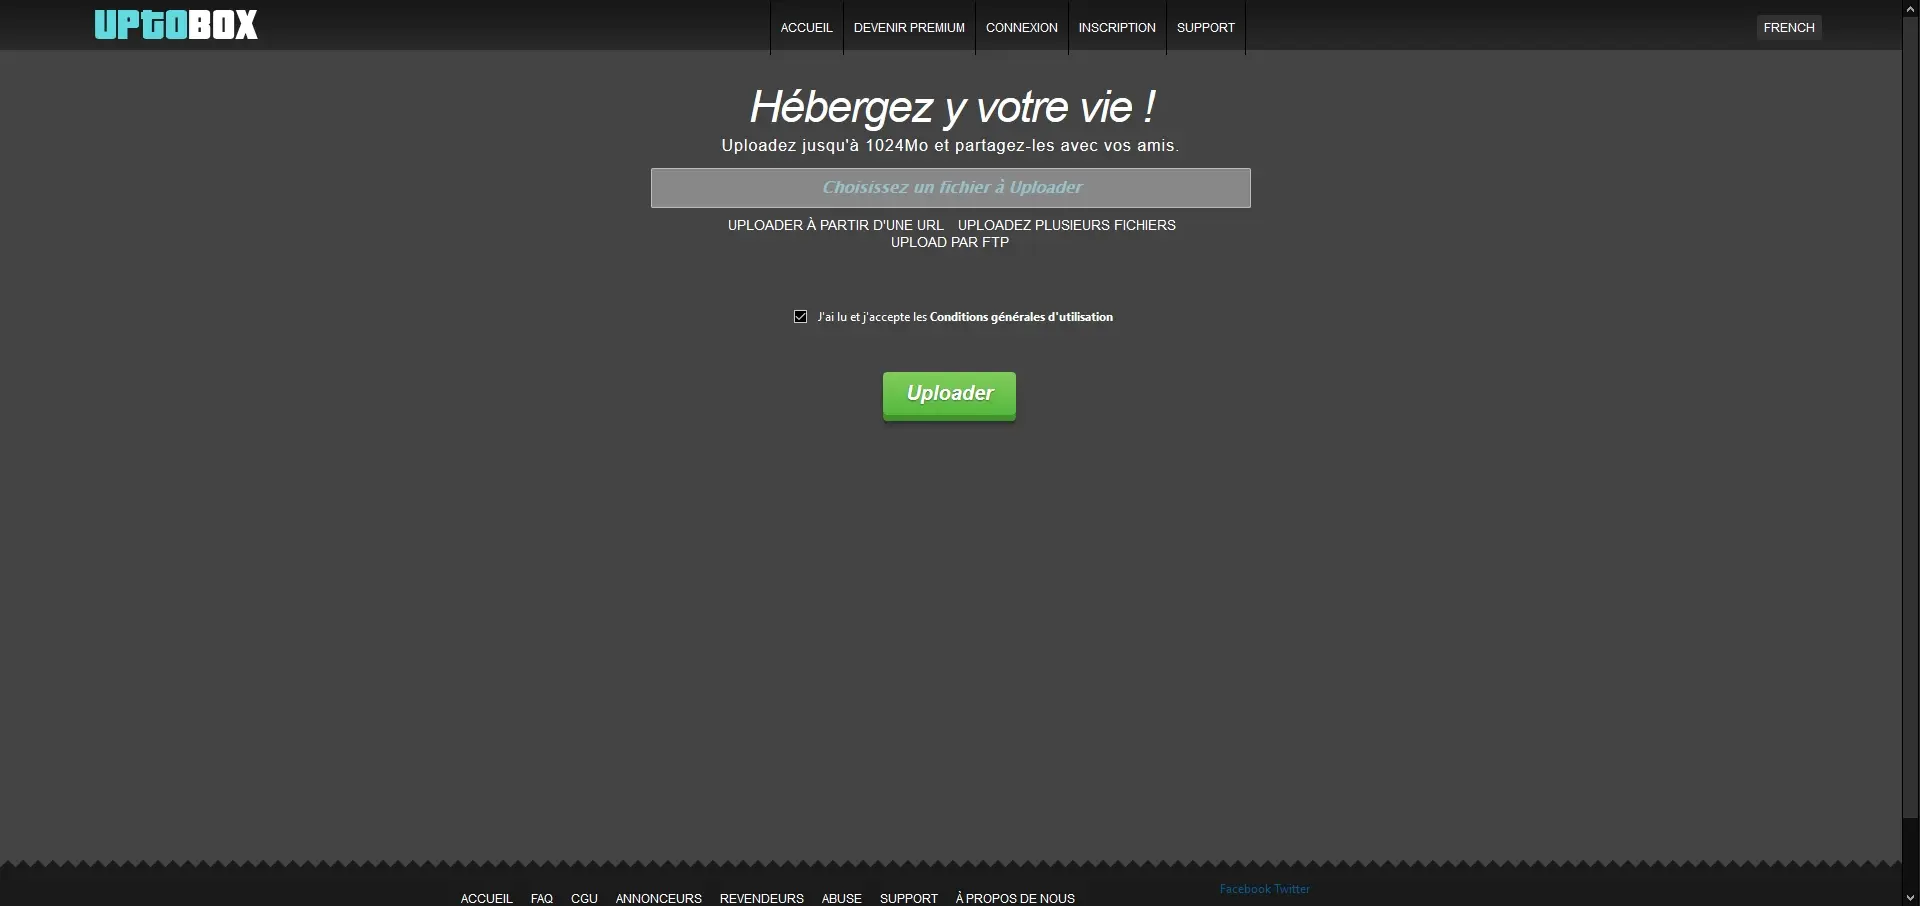 UPtOBOX
ACCUEIL DEVENIR PREMIUM CONNEXION INSCRIPTION SUPPORT
FRENCH
Hébergez y votre vie !
Uploadez jusqu'à 1024Mo et partagez-les avec vos amis.
Choisissez un fichier à Uploader
UPLOADER À PARTIR D'UNE URL UPLOADEZ PLUSIEURS FICHIERS
UPLOAD PAR FTP
J'ai lu et j'accepte les Conditions générales d'utilisation
Uploader
ACCUEIL FAQ CGU ANNONCEURS REVENDEURS ABUSE SUPPORT À PROPOS DE NOUS
Facebook Twitter